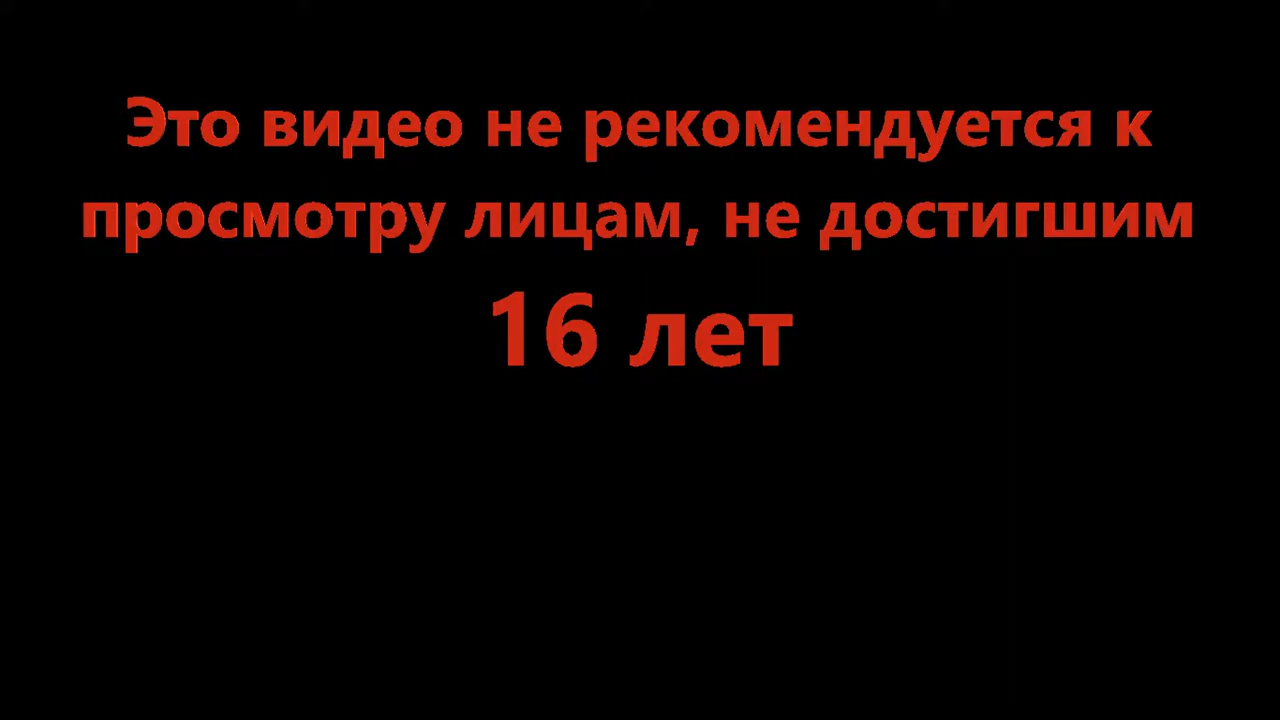 Это видео не рекомендуется к
просмотру лицам, не достигшим
16 лет